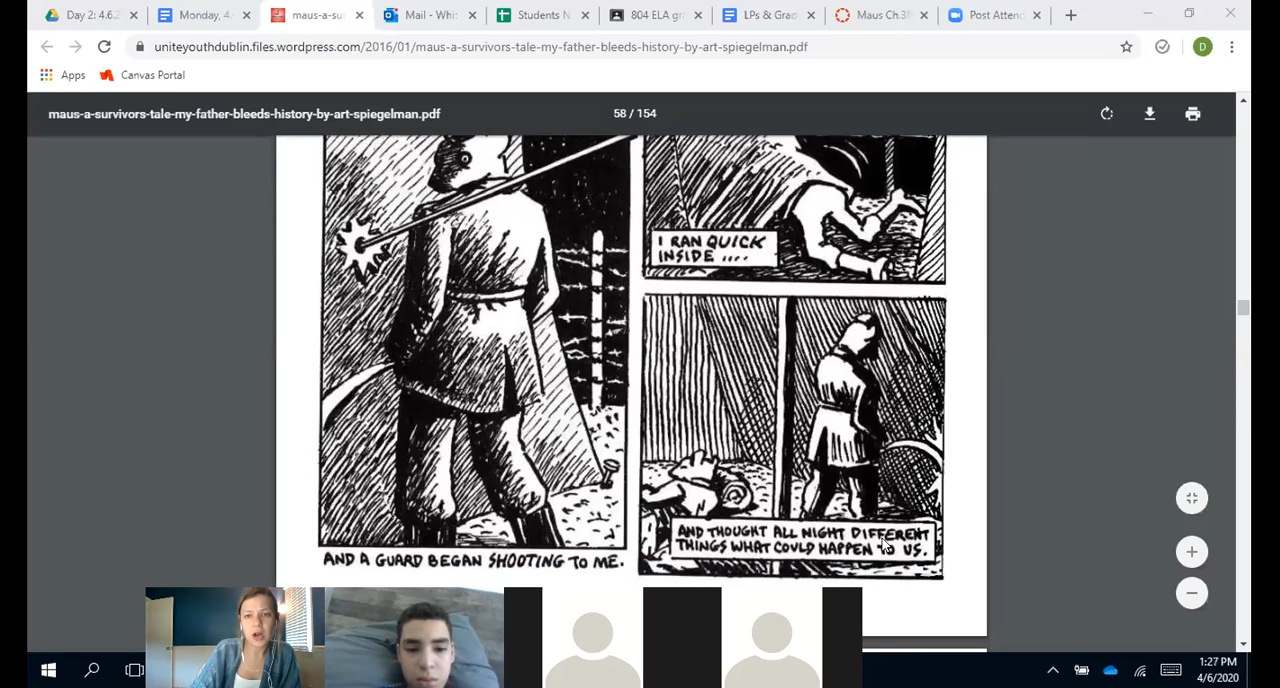 Day 2: 4.6.2
Monday, 4.
maus-a-su
Mail - Whi
Students N
804 ELA gr
LPs & Grad
Maus Ch.3P
Post Attend
uniteyouthdublin.files.wordpress.com/2016/01/maus-a-survivors-tale-my-father-bleeds-history-by-art-spiegelman.pdf
D
Apps
Canvas Portal
maus-a-survivors-tale-my-father-bleeds-history-by-art-spiegelman.pdf
58 / 154
I RAN QUICK
INSIDE ....
AND THOUGHT ALL NIGHT DIFFERENT
THINGS WHAT COULD HAPPEN TO US.
AND A GUARD BEGAN SHOOTING TO ME.
1:27 PM
4/6/2020